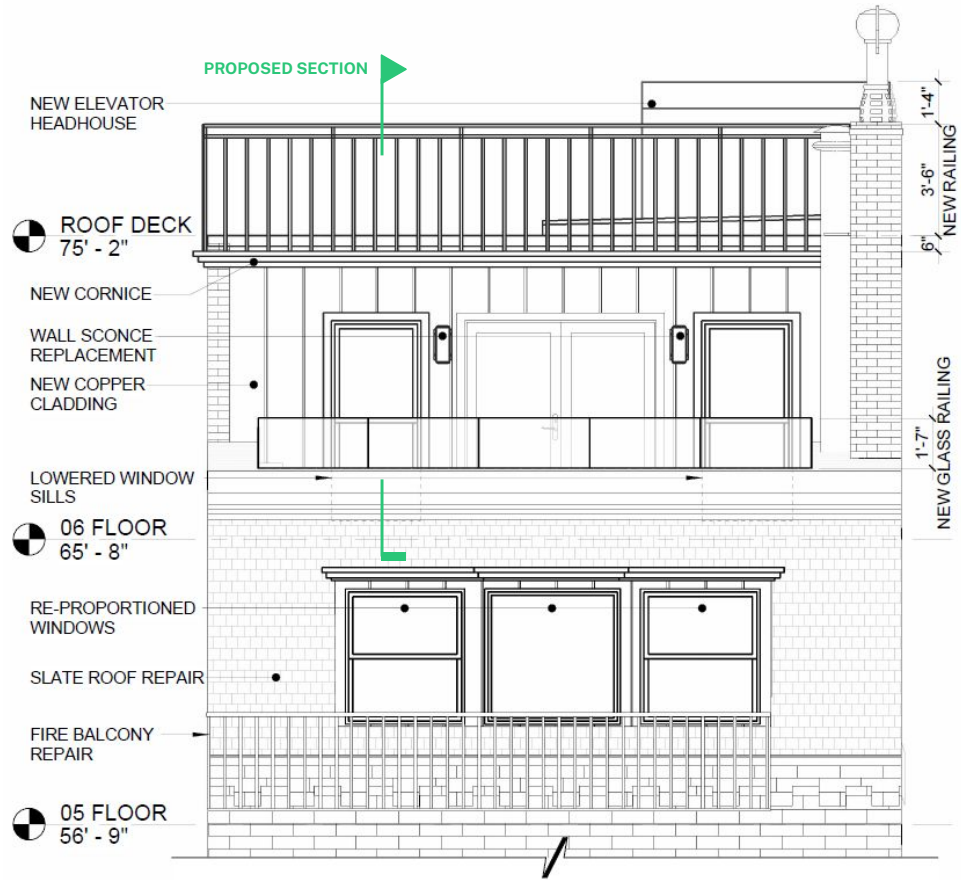 PROPOSED SECTION
NEW ELEVATOR
HEADHOUSE
1'-4"
3'-6"
NEW RAILING
6"
ROOF DECK
75' - 2"
NEW CORNICE
WALL SCONCE
REPLACEMENT
NEW COPPER
CLADDING
1'-7"
NEW GLASS RAILING
LOWERED WINDOW
SILLS
06 FLOOR
65' - 8"
RE-PROPORTIONED
WINDOWS
SLATE ROOF REPAIR
FIRE BALCONY
REPAIR
05 FLOOR
56' - 9"